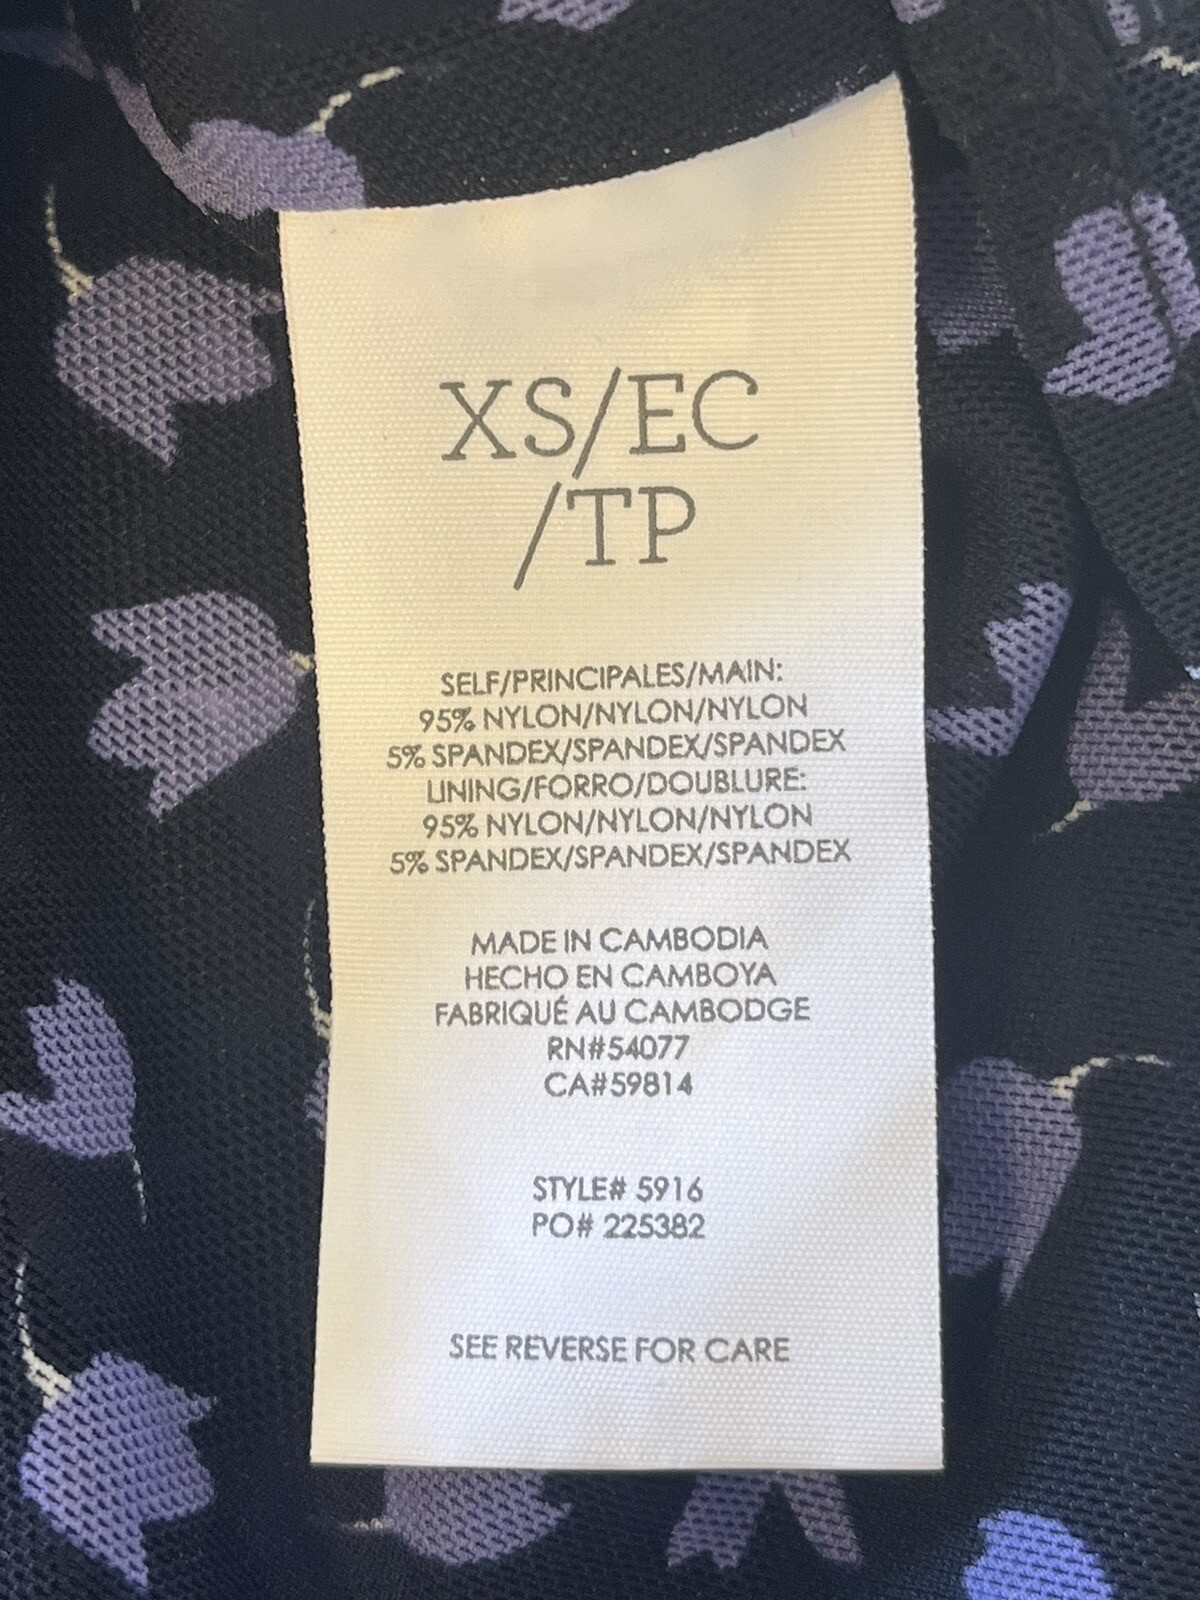 XS/EC
/TP
SELF/PRINCIPALES/MAIN:
95% NYLON/NYLON/NYLON
5% SPANDEX/SPANDEX/SPANDEX
LINING/FORRO/DOUBLURE:
95% NYLON/NYLON/NYLON
5% SPANDEX/SPANDEX/SPANDEX
MADE IN CAMBODIA
HECHO EN CAMBOYA
FABRIQUÉ AU CAMBODGE
RN#54077
CA#59814
STYLE# 5916
PO# 225382
SEE REVERSE FOR CARE